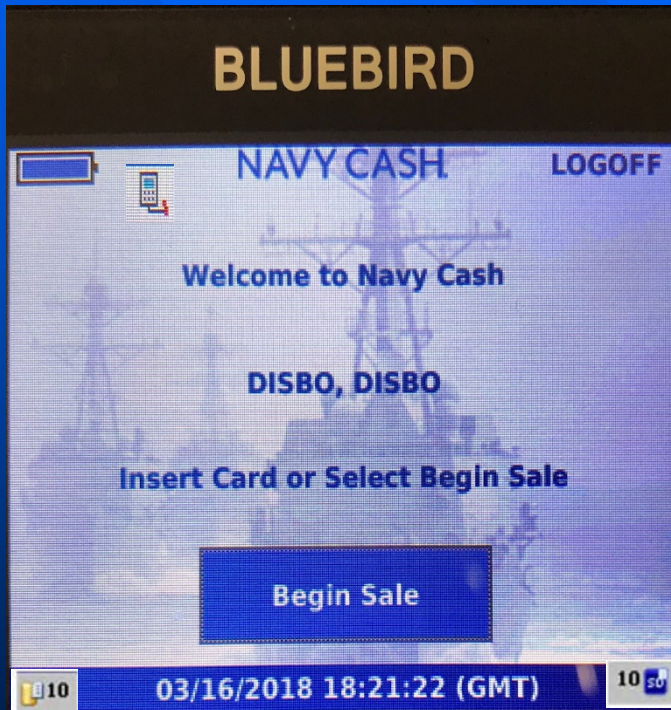 BLUEBIRD
NAVY CASH
LOGOFF
Welcome to Navy Cash
DISBO, DISBO
Insert Card or Select Begin Sale
Begin Sale
10
03/16/2018 18:21:22 (GMT)
10